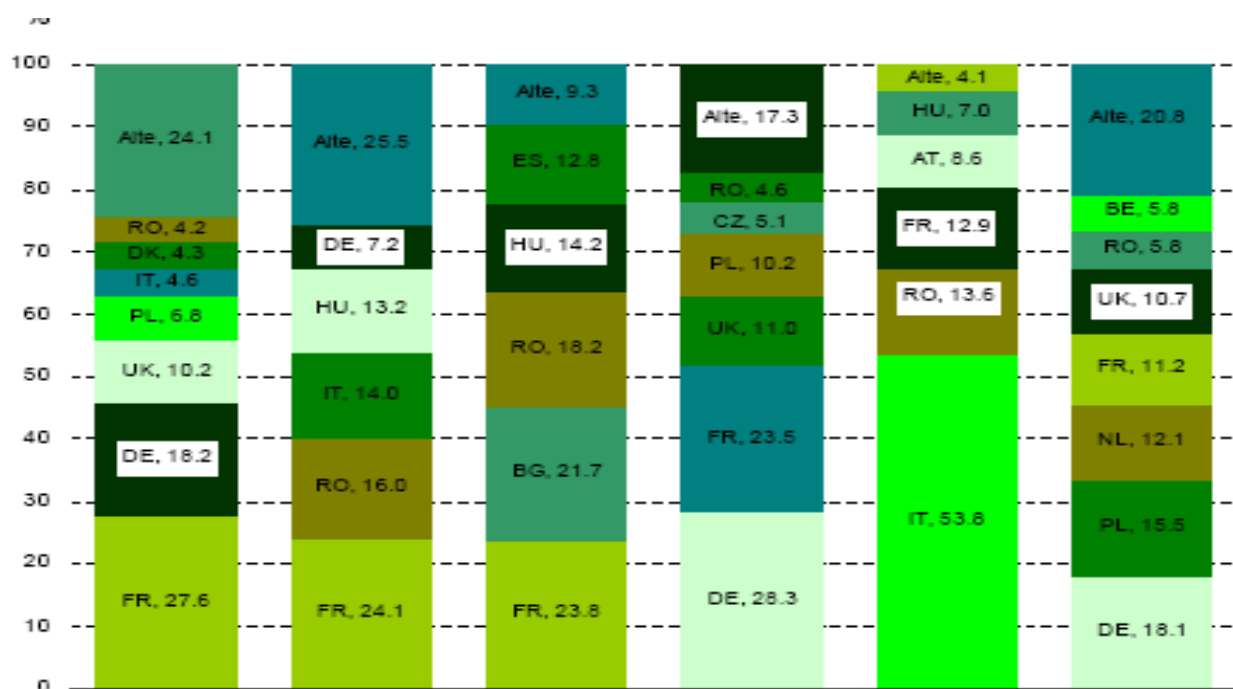 %
100
90
80
70
60
50
40
30
20
10
0
Alte, 24.1
RO, 4.2
DK, 4.3
IT, 4.6
PL, 6.8
UK, 10.2
DE, 18.2
FR, 27.6
Alte, 25.5
DE, 7.2
HU, 13.2
IT, 14.0
RO, 16.0
FR, 24.1
Alte, 9.3
ES, 12.8
HU, 14.2
RO, 18.2
BG, 21.7
FR, 23.8
Alte, 17.3
RO, 4.6
CZ, 5.1
PL, 10.2
UK, 11.0
FR, 23.5
DE, 28.3
Alte, 4.1
HU, 7.0
AT, 8.6
FR, 12.9
RO, 13.6
IT, 53.8
Alte, 20.8
BE, 5.8
RO, 5.8
UK, 10.7
FR, 11.2
NL, 12.1
PL, 15.5
DE, 18.1